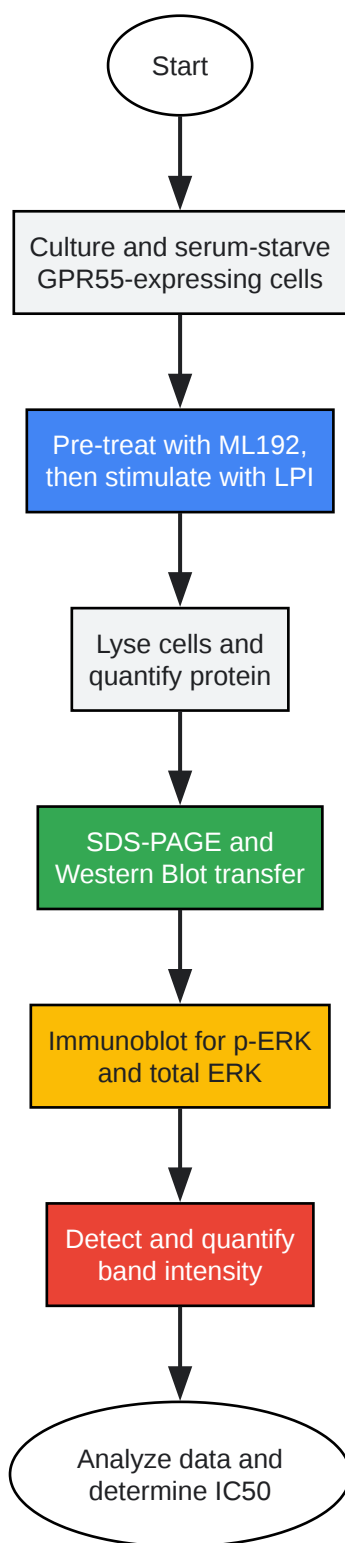 Start
Culture and serum-starve
GPR55-expressing cells
Pre-treat with ML192,
then stimulate with LPI
Lyse cells and
quantify protein
SDS-PAGE and
Western Blot transfer
Immunoblot for p-ERK
and total ERK
Detect and quantify
band intensity
Analyze data and
determine IC50